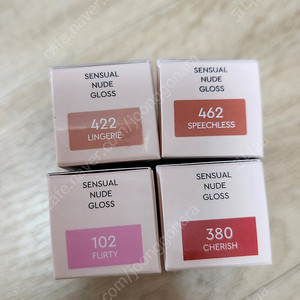 SENSUAL
NUDE
GLOSS
422
LINGERIE
SENSUAL
NUDE
GLOSS
462
SPEECHLESS
SENSUAL
NUDE
GLOSS
102
FLIRTY
SENSUAL
NUDE
GLOSS
380
CHERISH